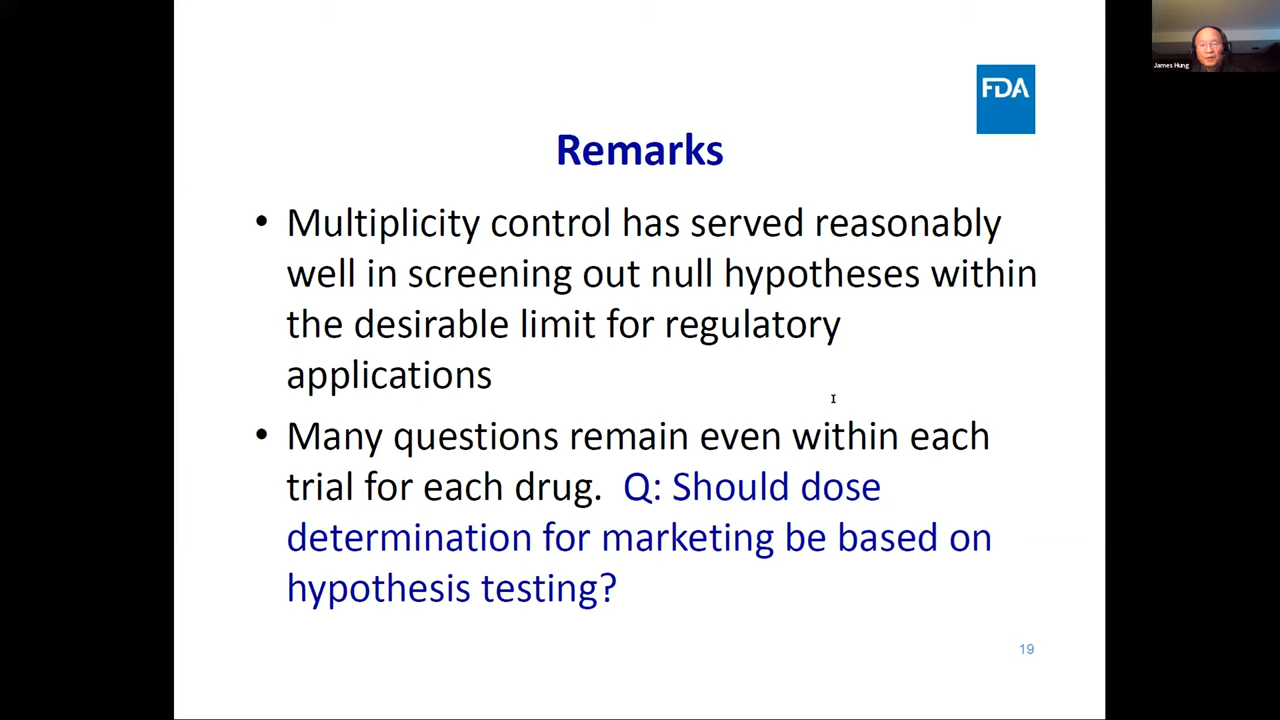 James Hung
FDA
Remarks
• Multiplicity control has served reasonably
well in screening out null hypotheses within
the desirable limit for regulatory
applications
• Many questions remain even within each
trial for each drug. Q: Should dose
determination for marketing be based on
hypothesis testing?
19